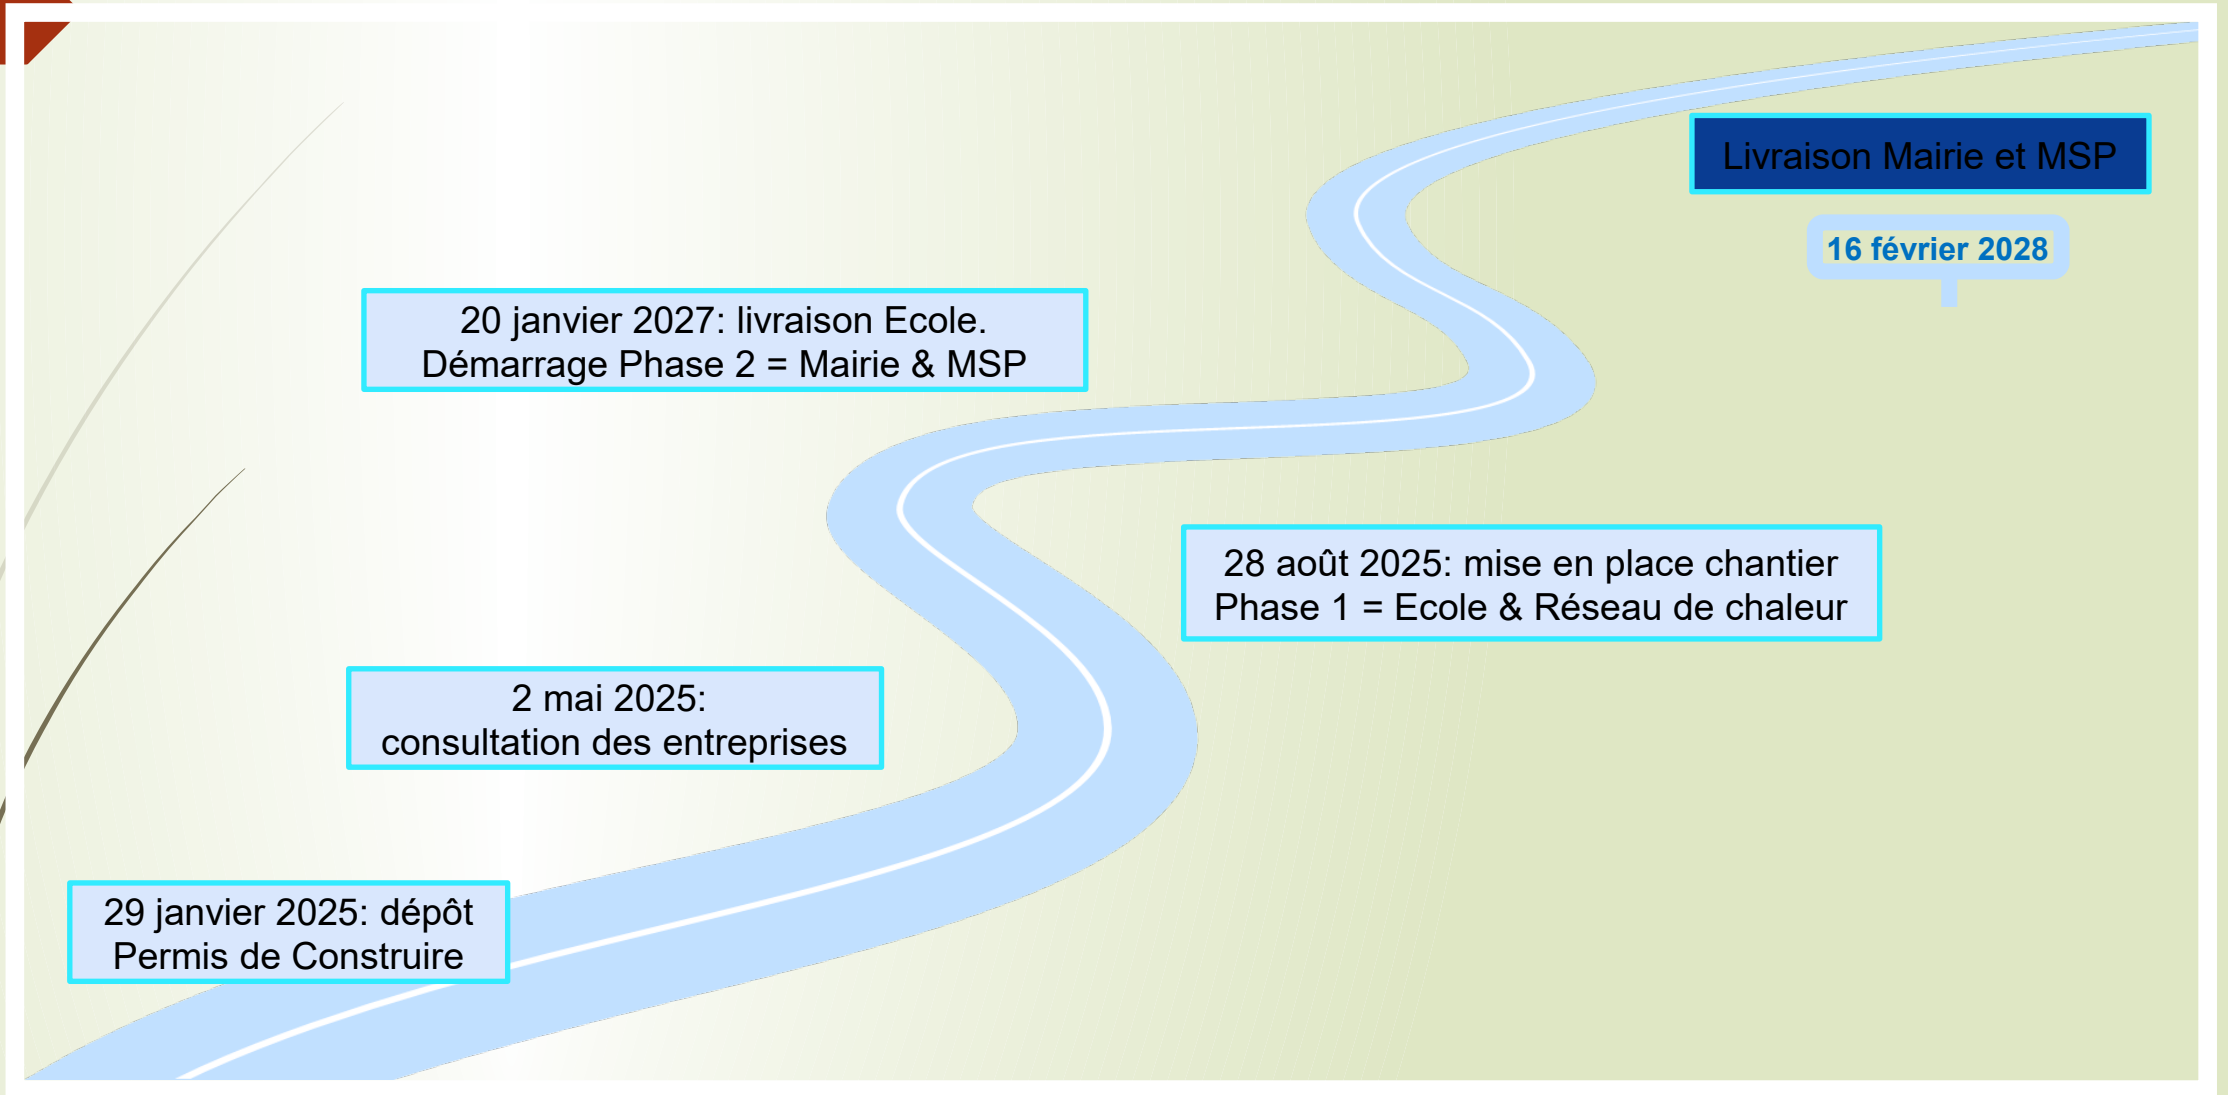 Livraison Mairie et MSP
16 février 2028
20 janvier 2027: livraison Ecole.
Démarrage Phase 2 = Mairie & MSP
28 août 2025: mise en place chantier
Phase 1 = Ecole & Réseau de chaleur
2 mai 2025:
consultation des entreprises
29 janvier 2025: dépôt
Permis de Construire